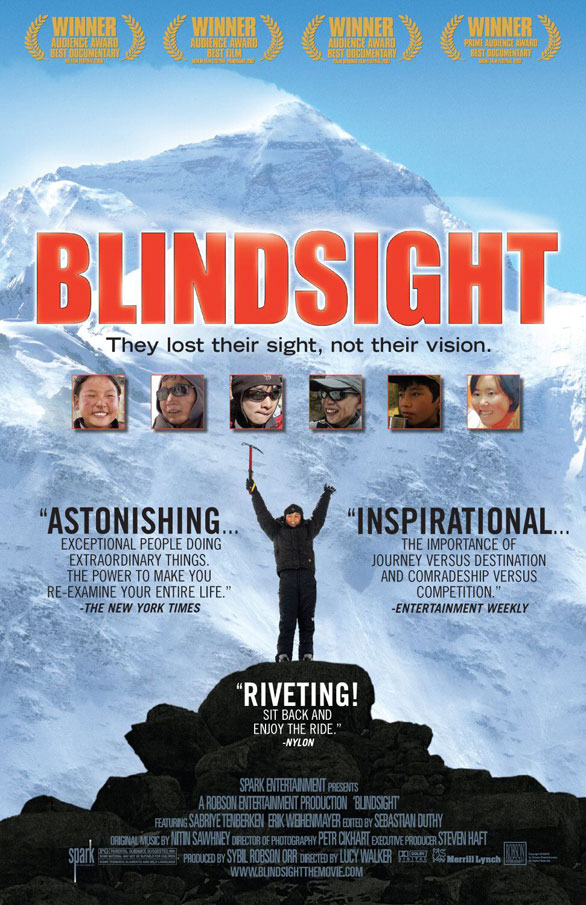 WINNER
AUDIENCE AWARD
BEST DOCUMENTARY
WINNER
AUDIENCE AWARD
BEST FILM
WINNER
AUDIENCE AWARD
BEST DOCUMENTARY
WINNER
PRIME AUDIENCE AWARD
BEST DOCUMENTARY
BLINDSIGHT
They lost their sight, not their vision.
“ASTONISHING...
EXCEPTIONAL PEOPLE DOING
EXTRAORDINARY THINGS.
THE POWER TO MAKE YOU
RE-EXAMINE YOUR ENTIRE LIFE.”
-THE NEW YORK TIMES
“INSPIRATIONAL...
THE IMPORTANCE OF
JOURNEY VERSUS DESTINATION
AND COMRADESHIP VERSUS
COMPETITION.”
-ENTERTAINMENT WEEKLY
“RIVETING!
SIT BACK AND
ENJOY THE RIDE.”
-NYLON
SPARK ENTERTAINMENT PRESENTS
A ROBSON ENTERTAINMENT PRODUCTION 'BLINDSIGHT'
FEATURING SABRIYE TENBERKEN ERIK WEIHENMAYER EDITED BY SEBASTIAN DUTHY
ORIGINAL MUSIC BY NITIN SAWHNEY DIRECTOR OF PHOTOGRAPHY PETR CIKHART EXECUTIVE PRODUCER STEVEN HAFT
spark PG PRODUCED BY SYBIL ROBSON ORR DIRECTED BY LUCY WALKER DOLBY Merrill Lynch ROBSON
WWW.BLINDSIGHTTHEMOVIE.COM